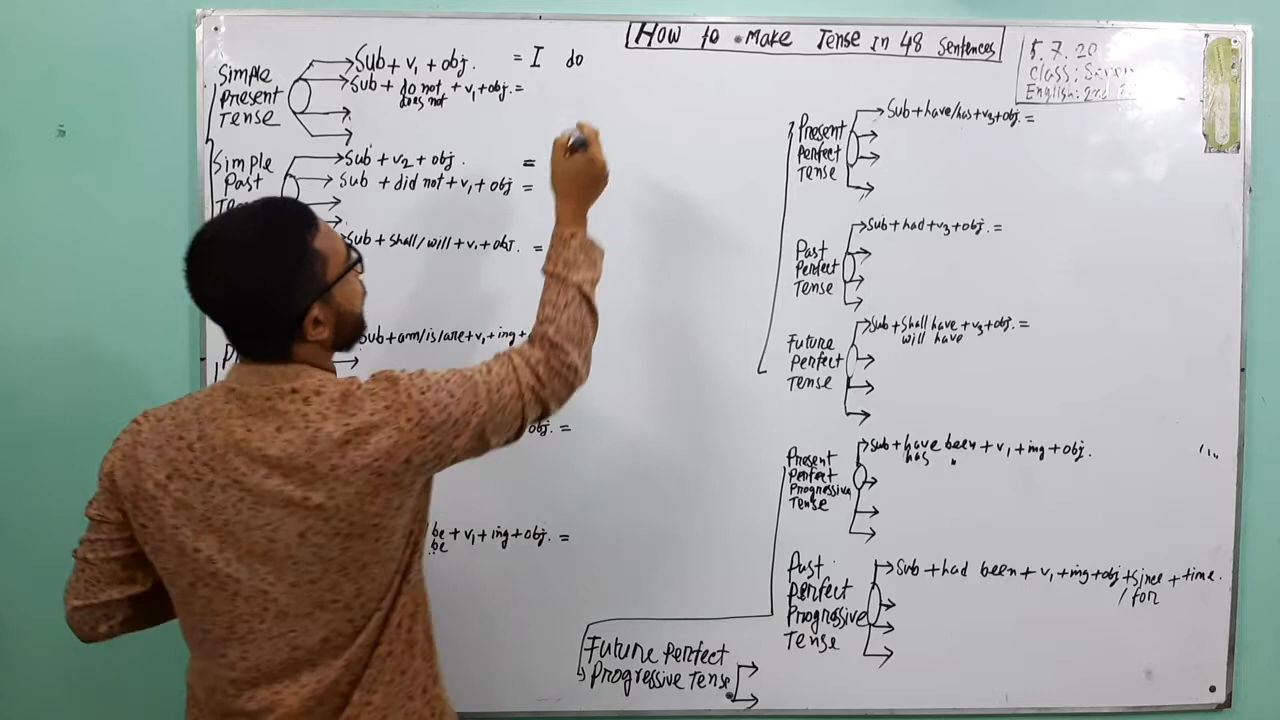 How to Make Tense In 48 Sentences
5.7.20
Class:
English: 2nd
Simple
Present
Tense
Sub + v1 + obj. = I do
Sub + do not + v1 + obj. =
does not
Simple
Past
Sub + v2 + obj. =
Sub + did not + v1 + obj =
Sub + shall/will + v1 + obj. =
Sub + am/is/are + v1 + ing +
obj. =
be + v1 + ing + obj. =
be
Present
Perfect
Tense
Sub + have/has + v3 + obj. =
Past
Perfect
Tense
Sub + had + v3 + obj. =
Future
Perfect
Tense
Sub + Shall have + v3 + obj. =
will have
Present
Perfect
Progressive
Tense
Sub + have been + v1 + ing + obj.
has "
Past
Perfect
Progressive
Tense
Sub + had been + v1 + ing + obj + since + time.
/ for
Future Perfect
Progressive Tense